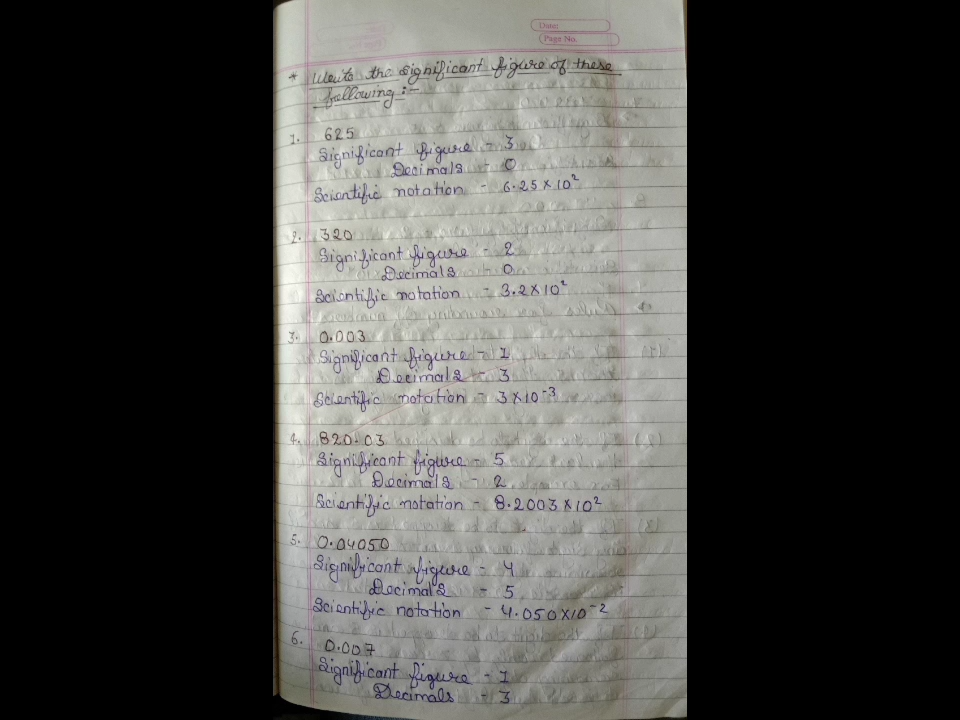 Date:
Page No.
* Write the significant figure of these
following :-
1. 625
Significant figure - 3
Decimals - 0
Scientific notation - 6.25 × 10²
2. 320
Significant figure - 2
Decimals - 0
Scientific notation - 3.2 × 10²
3. 0.003
Significant figure - 1
Decimals - 3
Scientific notation - 3 × 10⁻³
4. 820.03
Significant figure - 5
Decimals - 2
Scientific notation - 8.2003 × 10²
5. 0.04050
Significant figure - 4
Decimals - 5
Scientific notation - 4.050 × 10⁻²
6. 0.007
Significant figure - 1
Decimals - 3